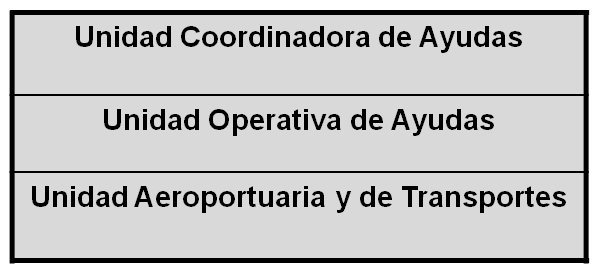 Unidad Coordinadora de Ayudas
Unidad Operativa de Ayudas
Unidad Aeroportuaria y de Transportes